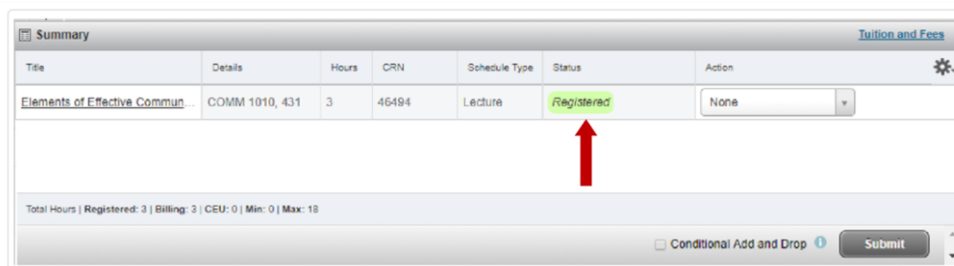 Summary Tuition and Fees
Title Details Hours CRN Schedule Type Status Action
Elements of Effective Commun... COMM 1010, 431 3 46494 Lecture Registered None
Total Hours | Registered: 3 | Billing: 3 | CEU: 0 | Min: 0 | Max: 18
Conditional Add and Drop i Submit